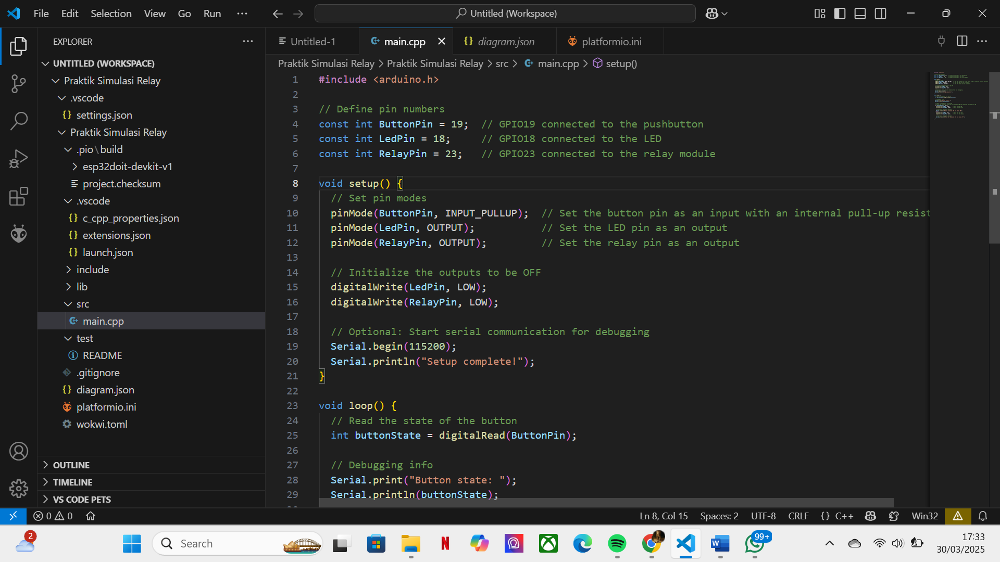 File Edit Selection View Go Run ··· Untitled (Workspace)
EXPLORER ···
UNTITLED (WORKSPACE)
Praktik Simulasi Relay
.vscode
{} settings.json
Praktik Simulasi Relay
.pio\build
esp32doit-devkit-v1
project.checksum
.vscode
{} c_cpp_properties.json
{} extensions.json
{} launch.json
include
lib
src
main.cpp
test
README
.gitignore
{} diagram.json
platformio.ini
wokwi.toml
OUTLINE
TIMELINE
VS CODE PETS
Untitled-1 main.cpp {} diagram.json platformio.ini ···
Praktik Simulasi Relay > Praktik Simulasi Relay > src > main.cpp > setup()
1 #include <arduino.h>
2
3 // Define pin numbers
4 const int ButtonPin = 19;  // GPIO19 connected to the pushbutton
5 const int LedPin = 18;     // GPIO18 connected to the LED
6 const int RelayPin = 23;   // GPIO23 connected to the relay module
7
8 void setup() {
9   // Set pin modes
10   pinMode(ButtonPin, INPUT_PULLUP);  // Set the button pin as an input with an internal pull-up resist
11   pinMode(LedPin, OUTPUT);           // Set the LED pin as an output
12   pinMode(RelayPin, OUTPUT);         // Set the relay pin as an output
13
14   // Initialize the outputs to be OFF
15   digitalWrite(LedPin, LOW);
16   digitalWrite(RelayPin, LOW);
17
18   // Optional: Start serial communication for debugging
19   Serial.begin(115200);
20   Serial.println("Setup complete!");
21 }
22
23 void loop() {
24   // Read the state of the button
25   int buttonState = digitalRead(ButtonPin);
26
27   // Debugging info
28   Serial.print("Button state: ");
29   Serial.println(buttonState);
0 0 Ln 8, Col 15 Spaces: 2 UTF-8 CRLF {} C++ Win32
2 Search N W 99+ 17:33
30/03/2025